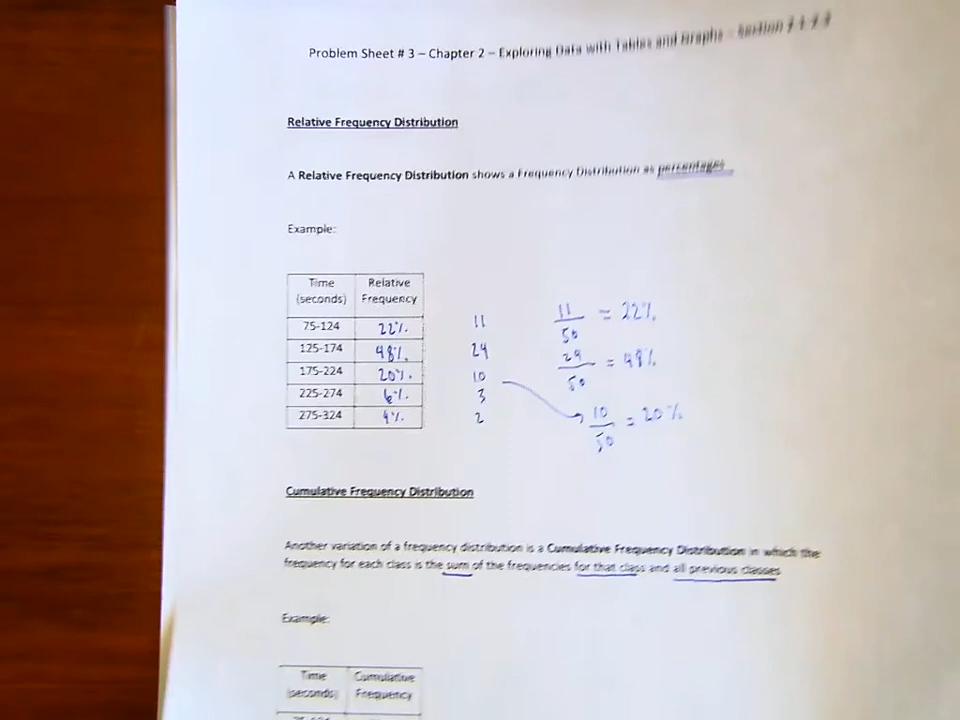 Problem Sheet # 3 – Chapter 2 – Exploring Data with Tables and Graphs – Section
Relative Frequency Distribution
A Relative Frequency Distribution shows a Frequency Distribution as percentages
Example:
Time (seconds) Relative Frequency
75-124 22% 11 11/50 = 22%
125-174 48% 24 24/50 = 48%
175-224 20% 10 10/50 = 20%
225-274 6% 3
275-324 4% 2
Cumulative Frequency Distribution
Another variation of a frequency distribution is a Cumulative Frequency Distribution in which the
frequency for each class is the sum of the frequencies for that class and all previous classes
Example:
Time (seconds) Cumulative Frequency